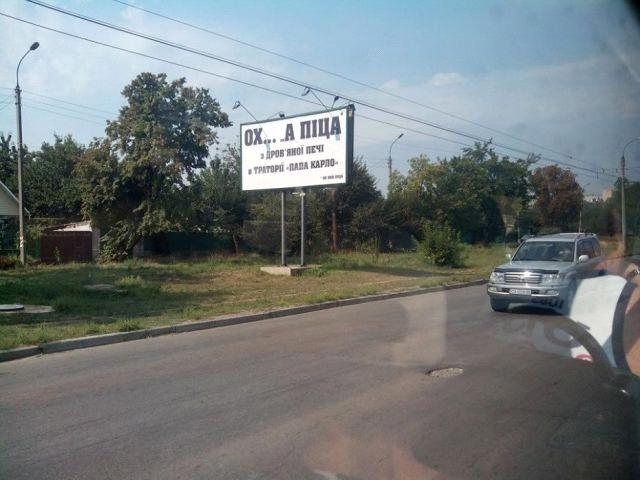 ОХ... ...А ПІЦА
з ДРОВ'ЯНОЇ ПЕЧІ
в ТРАТОРІЇ «ПАПА КАРЛО»